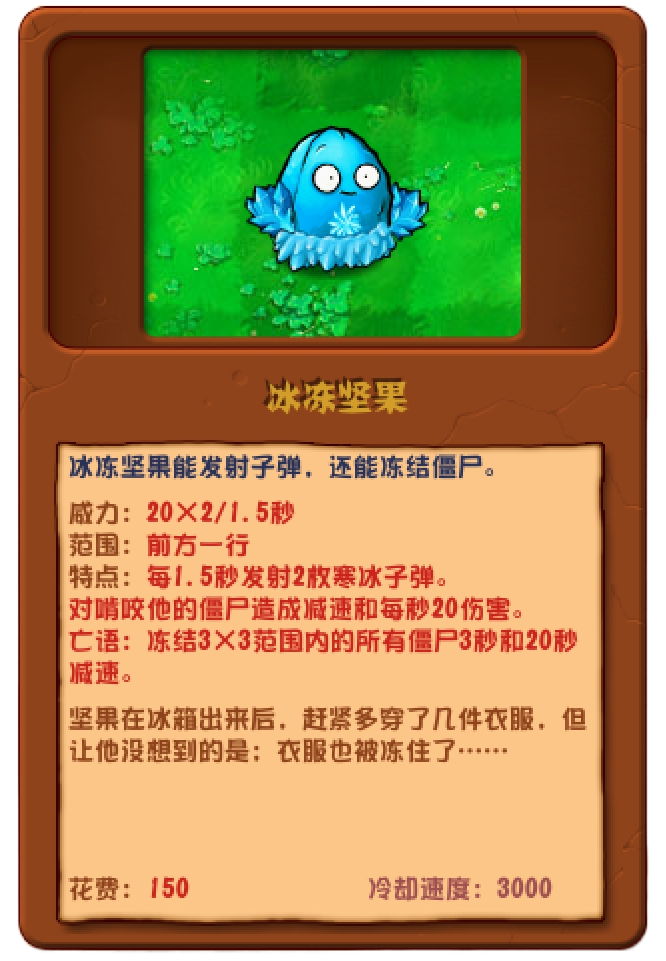 冰冻坚果
冰冻坚果能发射子弹，还能冻结僵尸。
威力：20×2/1.5秒
范围：前方一行
特点：每1.5秒发射2枚寒冰子弹。
对啃咬他的僵尸造成减速和每秒20伤害。
亡语：冻结3×3范围内的所有僵尸3秒和20秒
减速。
坚果在冰箱出来后，赶紧多穿了几件衣服，但
让他没想到的是：衣服也被冻住了……
花费：150 冷却速度：3000